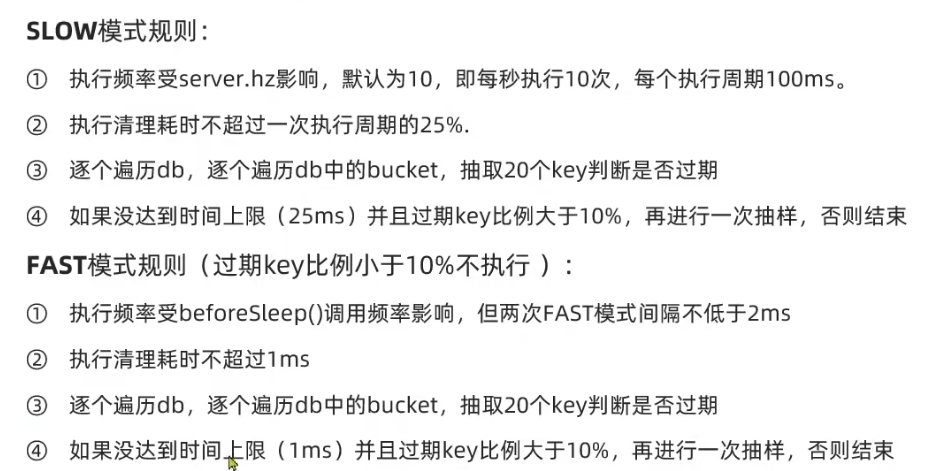 SLOW模式规则：
① 执行频率受server.hz影响，默认为10，即每秒执行10次，每个执行周期100ms。
② 执行清理耗时不超过一次执行周期的25%.
③ 逐个遍历db，逐个遍历db中的bucket，抽取20个key判断是否过期
④ 如果没达到时间上限（25ms）并且过期key比例大于10%，再进行一次抽样，否则结束
FAST模式规则（过期key比例小于10%不执行 ）：
① 执行频率受beforeSleep()调用频率影响，但两次FAST模式间隔不低于2ms
② 执行清理耗时不超过1ms
③ 逐个遍历db，逐个遍历db中的bucket，抽取20个key判断是否过期
④ 如果没达到时间上限（1ms）并且过期key比例大于10%，再进行一次抽样，否则结束